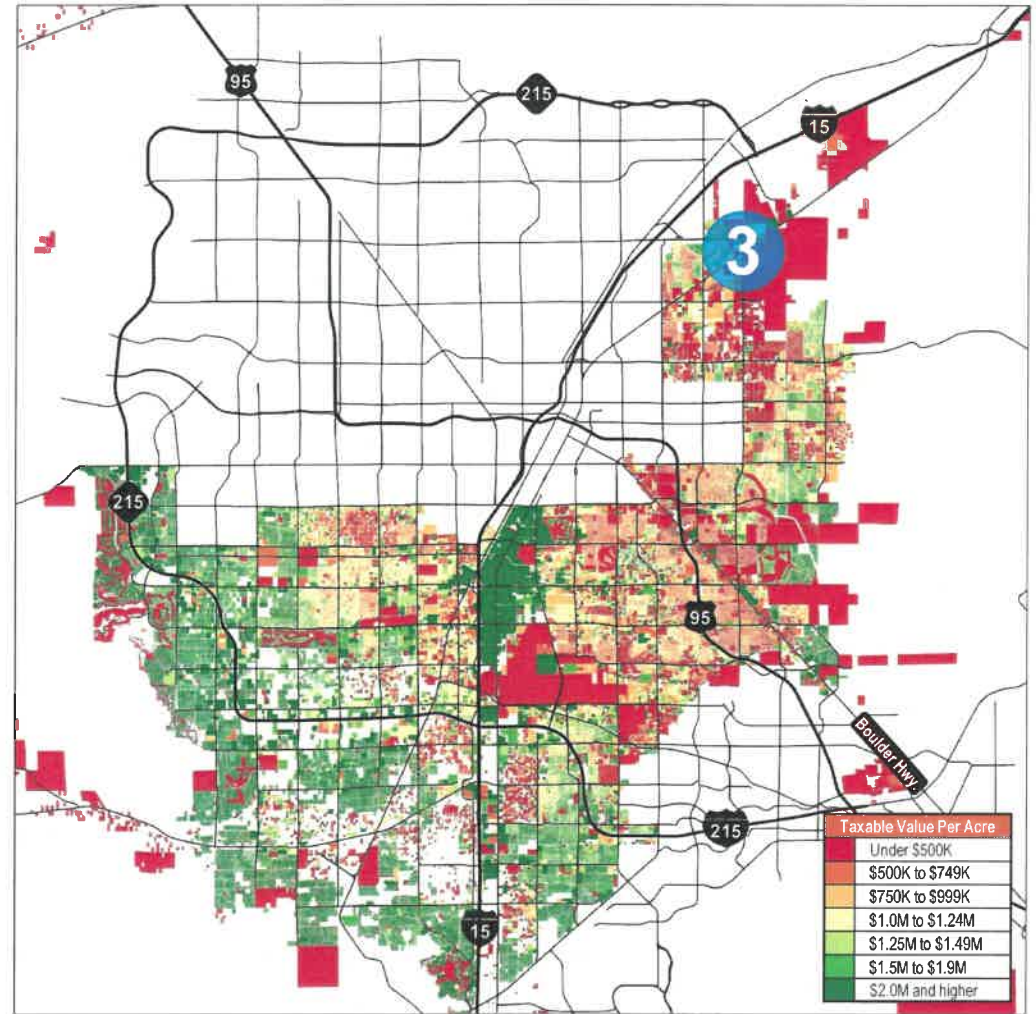 95
215
15
3
215
95
Boulder Hwy.
215
15
Taxable Value Per Acre
Under $500K
$500K to $749K
$750K to $999K
$1.0M to $1.24M
$1.25M to $1.49M
$1.5M to $1.9M
$2.0M and higher